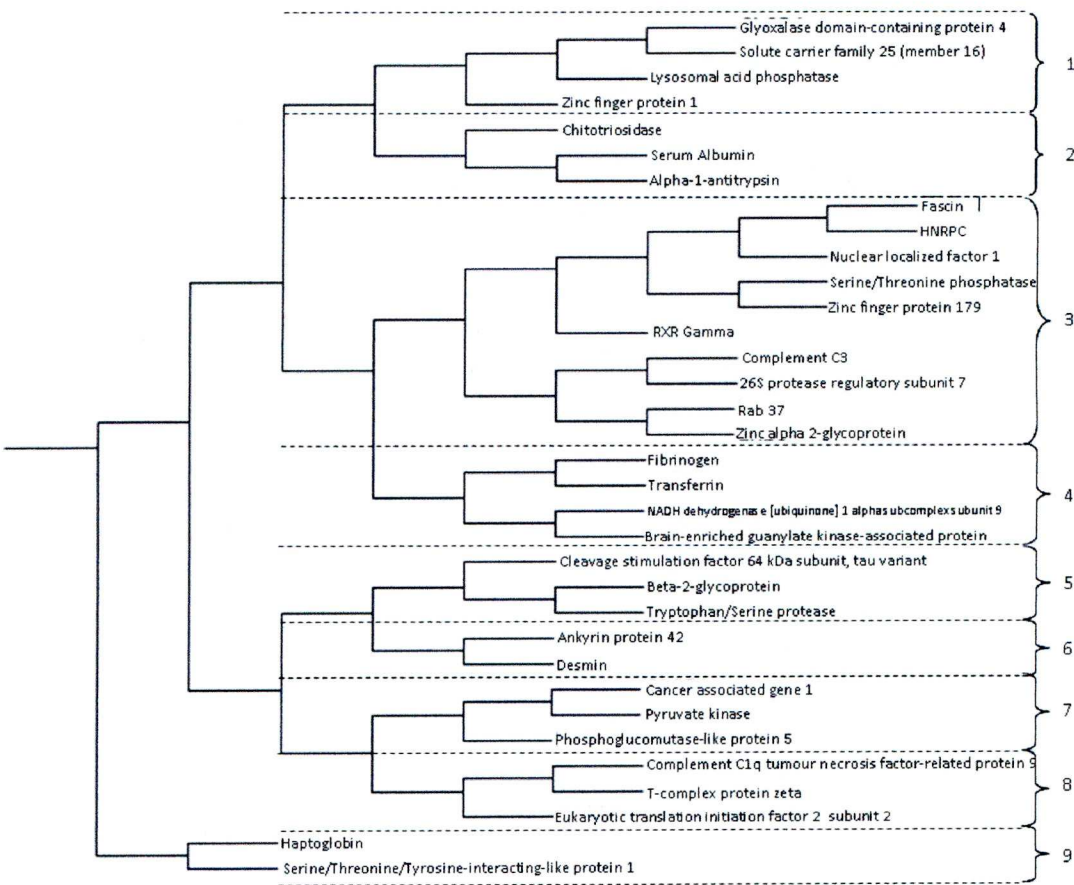 Glyoxalase domain-containing protein 4
Solute carrier family 25 (member 16)
1
Lysosomal acid phosphatase
Zinc finger protein 1
Chitotriosidase
Serum Albumin
2
Alpha-1-antitrypsin
Fascin
HNRPC
Nuclear localized factor 1
Serine/Threonine phosphatase
Zinc finger protein 179
3
RXR Gamma
Complement C3
26S protease regulatory subunit 7
Rab 37
Zinc alpha 2-glycoprotein
Fibrinogen
Transferrin
4
NADH dehydrogenase [ubiquinone] 1 alphas ubcomplex subunit 9
Brain-enriched guanylate kinase-associated protein
Cleavage stimulation factor 64 kDa subunit, tau variant
5
Beta-2-glycoprotein
Tryptophan/Serine protease
Ankyrin protein 42
6
Desmin
Cancer associated gene 1
7
Pyruvate kinase
Phosphoglucomutase-like protein 5
Complement C1q tumour necrosis factor-related protein 9
8
T-complex protein zeta
Eukaryotic translation initiation factor 2 subunit 2
Haptoglobin
9
Serine/Threonine/Tyrosine-interacting-like protein 1